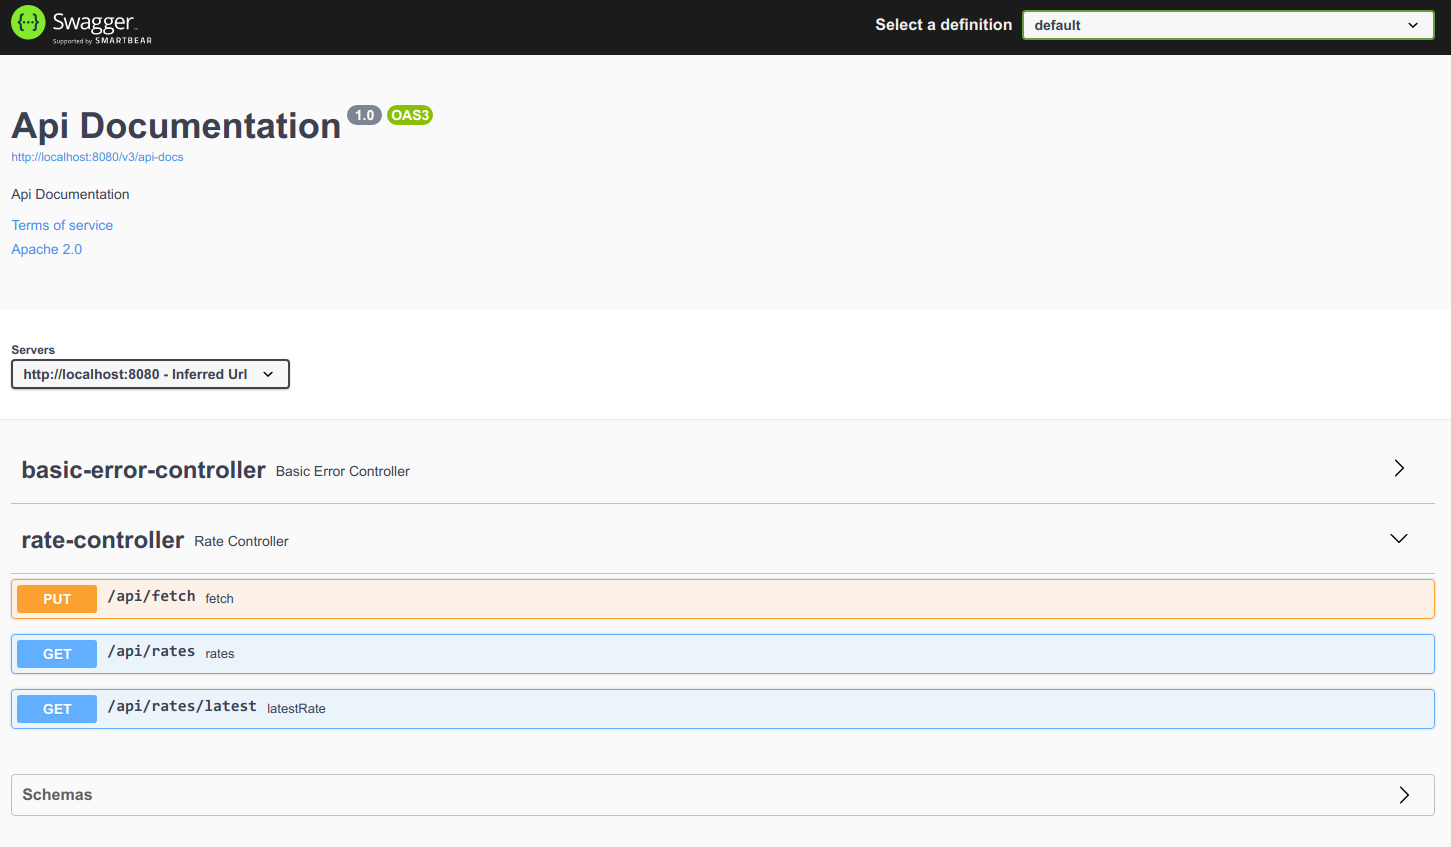 Swagger
Supported by SMARTBEAR
Select a definition
default
Api Documentation 1.0 OAS3
http://localhost:8080/v3/api-docs
Api Documentation
Terms of service
Apache 2.0
Servers
http://localhost:8080 - Inferred Url
basic-error-controller Basic Error Controller
rate-controller Rate Controller
PUT /api/fetch fetch
GET /api/rates rates
GET /api/rates/latest latestRate
Schemas